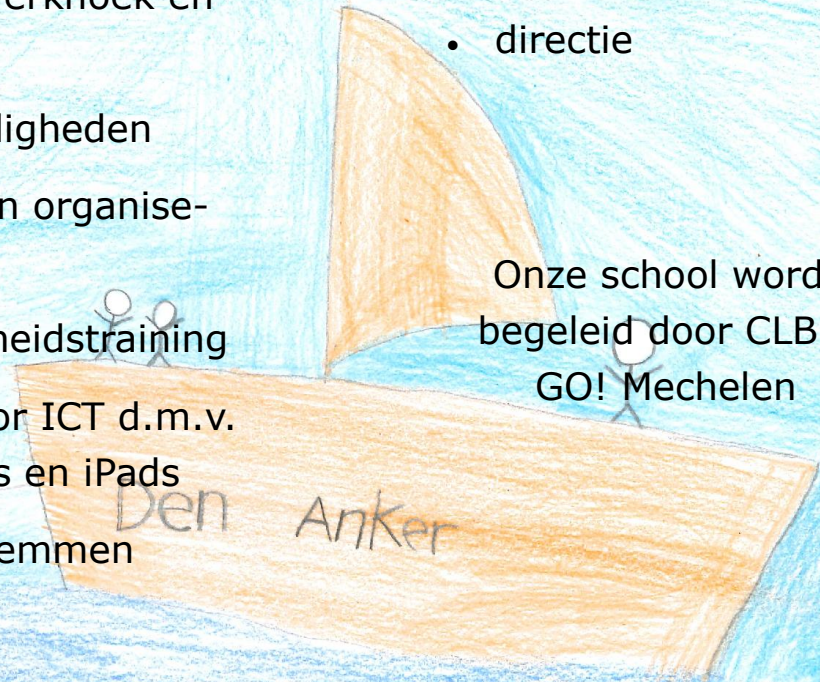 directie
ligheden
n organise-
heidstraining
or ICT d.m.v.
s en iPads
emmen
Onze school word
begeleid door CLB
GO! Mechelen
Den Anker